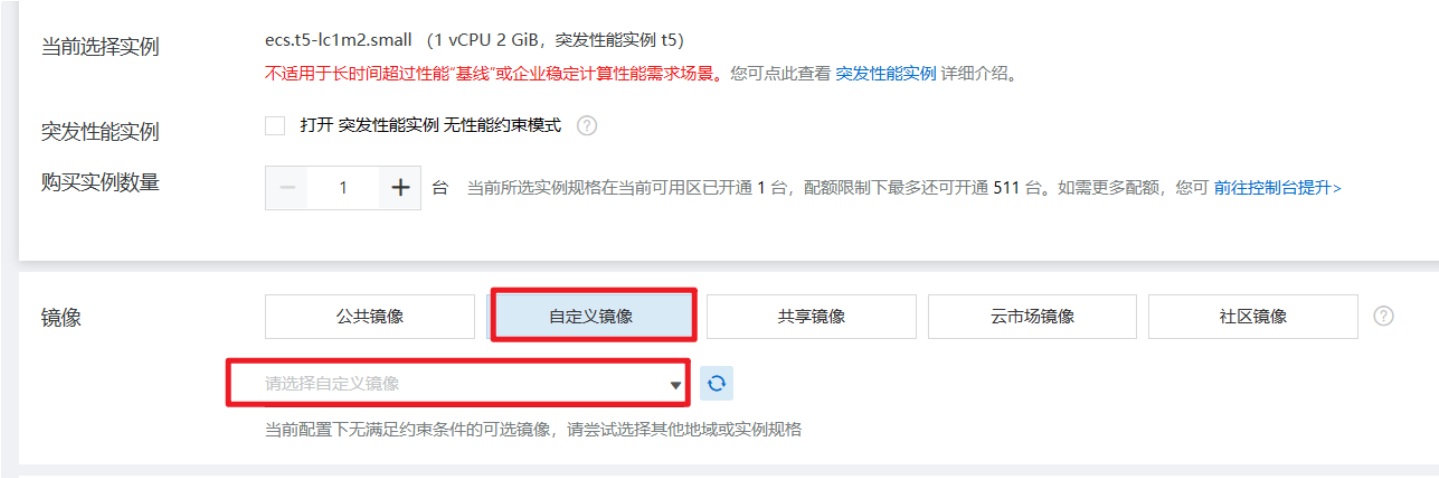 当前选择实例 ecs.t5-lc1m2.small （1 vCPU 2 GiB，突发性能实例 t5）
不适用于长时间超过性能“基线”或企业稳定计算性能需求场景。您可点此查看 突发性能实例 详细介绍。
突发性能实例 打开 突发性能实例 无性能约束模式 ?
购买实例数量 − 1 + 台 当前所选实例规格在当前可用区已开通 1 台，配额限制下最多还可开通 511 台。如需更多配额，您可 前往控制台提升>
镜像 公共镜像 自定义镜像 共享镜像 云市场镜像 社区镜像 ?
请选择自定义镜像
当前配置下无满足约束条件的可选镜像，请尝试选择其他地域或实例规格